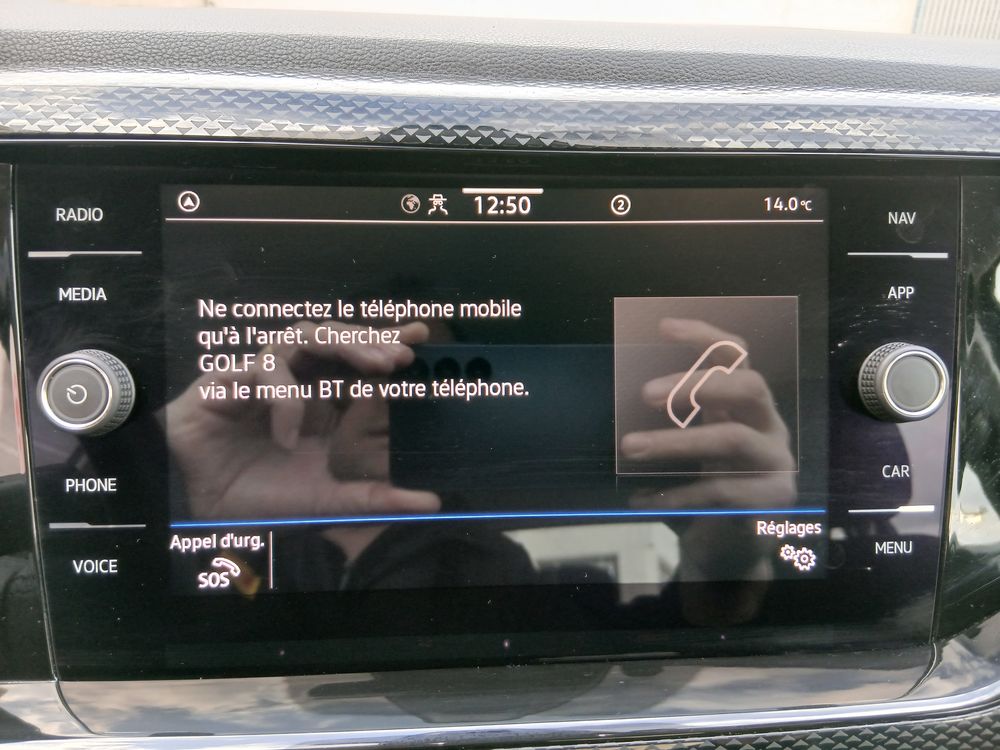 RADIO
MEDIA
PHONE
VOICE
12:50
2
14.0°C
Ne connectez le téléphone mobile
qu'à l'arrêt. Cherchez
GOLF 8
via le menu BT de votre téléphone.
Appel d'urg.
SOS
Réglages
NAV
APP
CAR
MENU